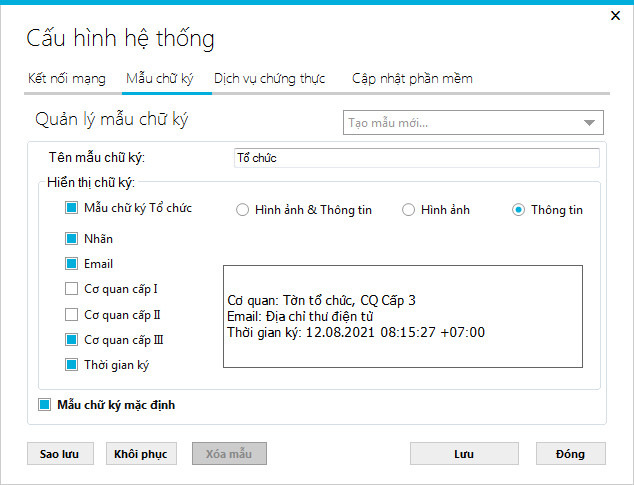 Cấu hình hệ thống
Kết nối mạng Mẫu chữ ký Dịch vụ chứng thực Cập nhật phần mềm
Quản lý mẫu chữ ký Tạo mẫu mới...
Tên mẫu chữ ký: Tổ chức
Hiển thị chữ ký:
Mẫu chữ ký Tổ chức Hình ảnh & Thông tin Hình ảnh Thông tin
Nhãn
Email
Cơ quan cấp I
Cơ quan cấp II
Cơ quan cấp III
Thời gian ký
Cơ quan: Tờn tổ chức, CQ Cấp 3
Email: Địa chỉ thư điện tử
Thời gian ký: 12.08.2021 08:15:27 +07:00
Mẫu chữ ký mặc định
Sao lưu Khôi phục Xóa mẫu Lưu Đóng